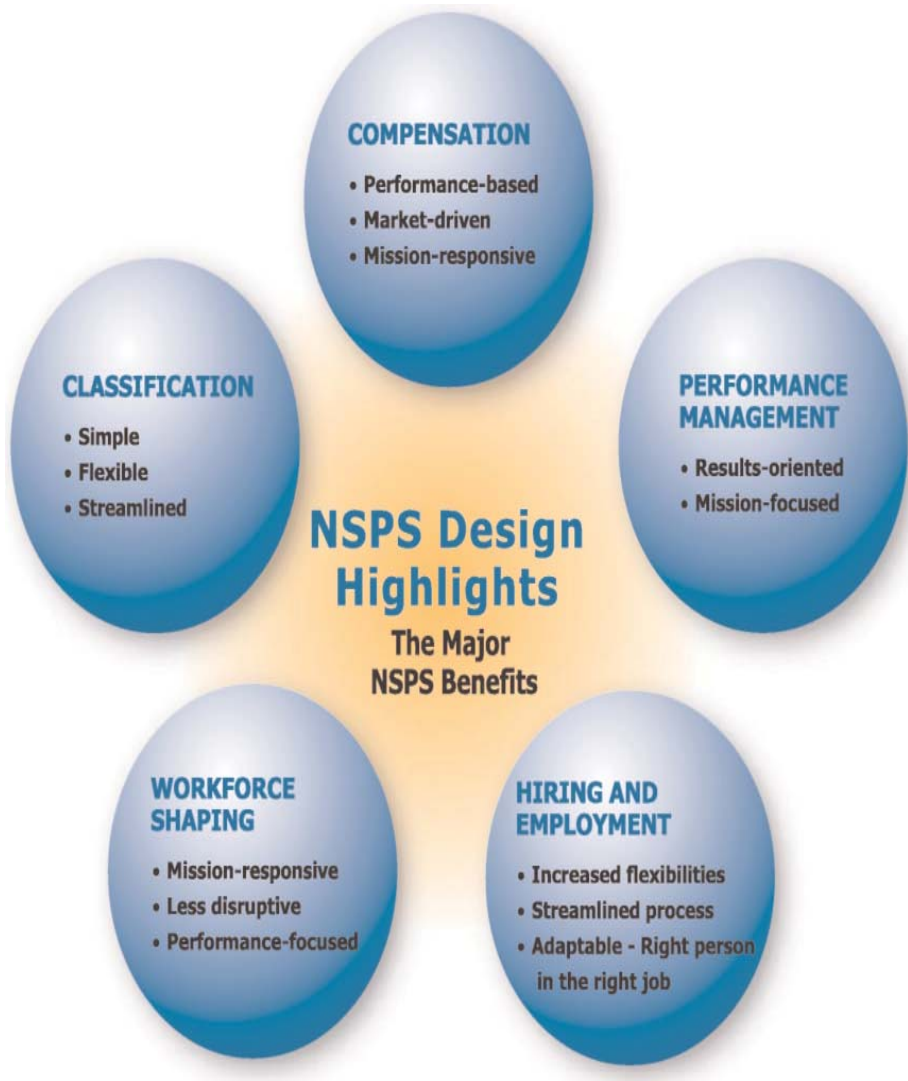 COMPENSATION
• Performance-based
• Market-driven
• Mission-responsive
CLASSIFICATION
• Simple
• Flexible
• Streamlined
PERFORMANCE
MANAGEMENT
• Results-oriented
• Mission-focused
NSPS Design
Highlights
The Major
NSPS Benefits
WORKFORCE
SHAPING
• Mission-responsive
• Less disruptive
• Performance-focused
HIRING AND
EMPLOYMENT
• Increased flexibilities
• Streamlined process
• Adaptable - Right person
in the right job